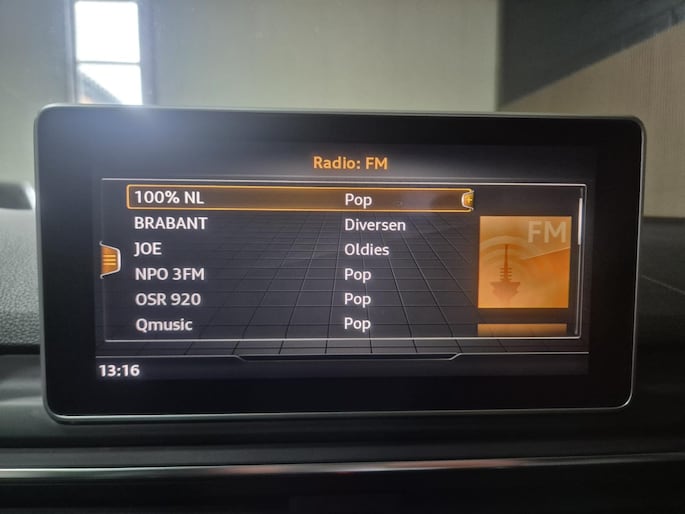 Radio: FM
100% NL Pop
BRABANT Diversen
JOE Oldies
NPO 3FM Pop
OSR 920 Pop
Qmusic Pop
FM
13:16